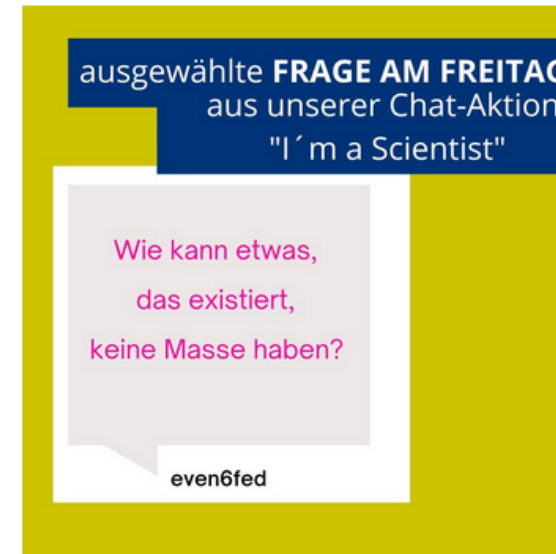 ausgewählte FRAGE AM FREITAG
aus unserer Chat-Aktion
"I´m a Scientist"
Wie kann etwas,
das existiert,
keine Masse haben?
even6fed